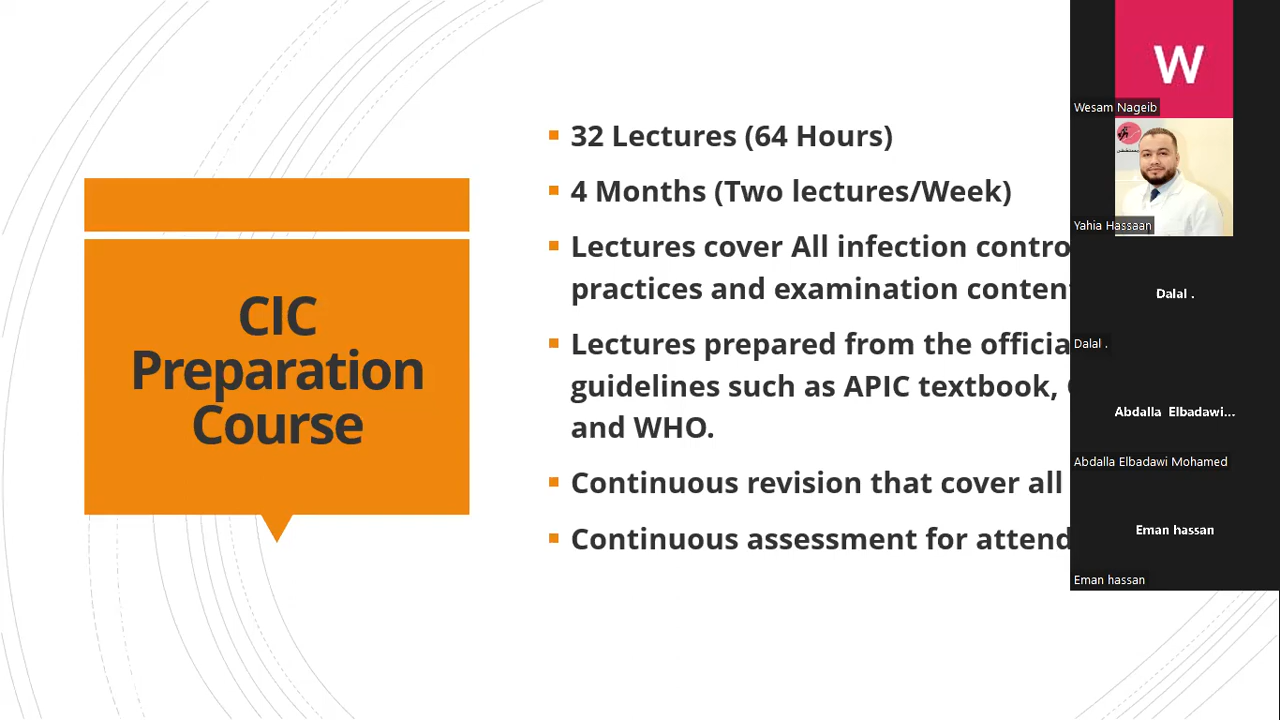 CIC
Preparation
Course
32 Lectures (64 Hours)
4 Months (Two lectures/Week)
Lectures cover All infection contro
practices and examination conten
Lectures prepared from the officia
guidelines such as APIC textbook,
and WHO.
Continuous revision that cover all
Continuous assessment for attend
W
Wesam Nageib
Yahia Hassaan
Dalal .
Dalal .
Abdalla Elbadawi...
Abdalla Elbadawi Mohamed
Eman hassan
Eman hassan